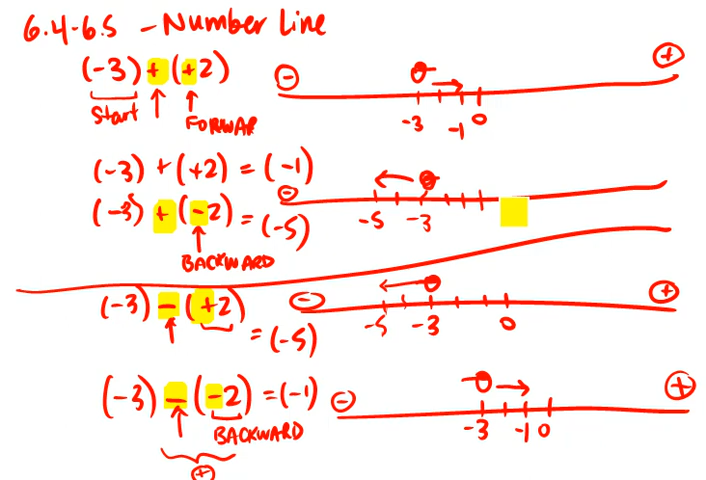 6.4-6.5 - Number Line
(-3) + (+2)
Start
FORWAR
- +
-3 -1 0
(-3) + (+2) = (-1)
(-3) + (-2) = (-5)
BACKWARD
-
-5 -3
(-3) - (+2) = (-5)
- +
-5 -3 0
(-3) - (-2) = (-1)
BACKWARD
+
- +
-3 -1 0